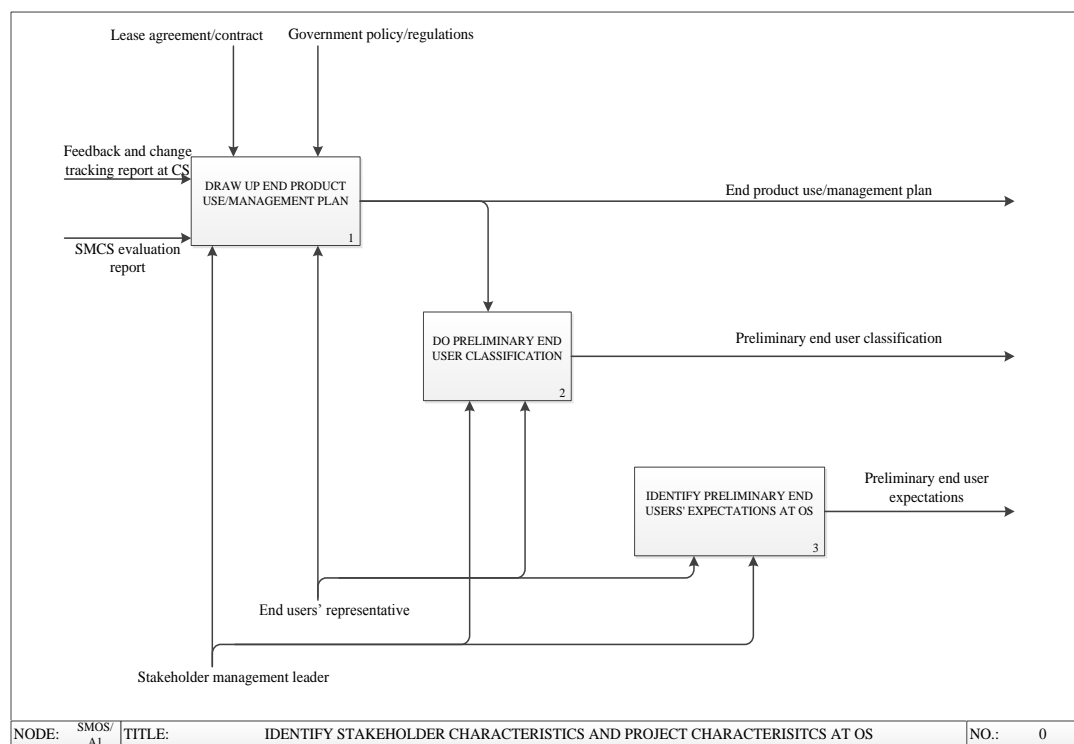 Lease agreement/contract
Government policy/regulations
Feedback and change
tracking report at CS
DRAW UP END PRODUCT
USE/MANAGEMENT PLAN
1
End product use/management plan
SMCS evaluation
report
DO PRELIMINARY END
USER CLASSIFICATION
2
Preliminary end user classification
IDENTIFY PRELIMINARY END
USERS' EXPECTATIONS AT OS
3
Preliminary end user
expectations
End users’ representative
Stakeholder management leader
NODE:
SMOS/
A1
TITLE:
IDENTIFY STAKEHOLDER CHARACTERISTICS AND PROJECT CHARACTERISITCS AT OS
NO.:
0